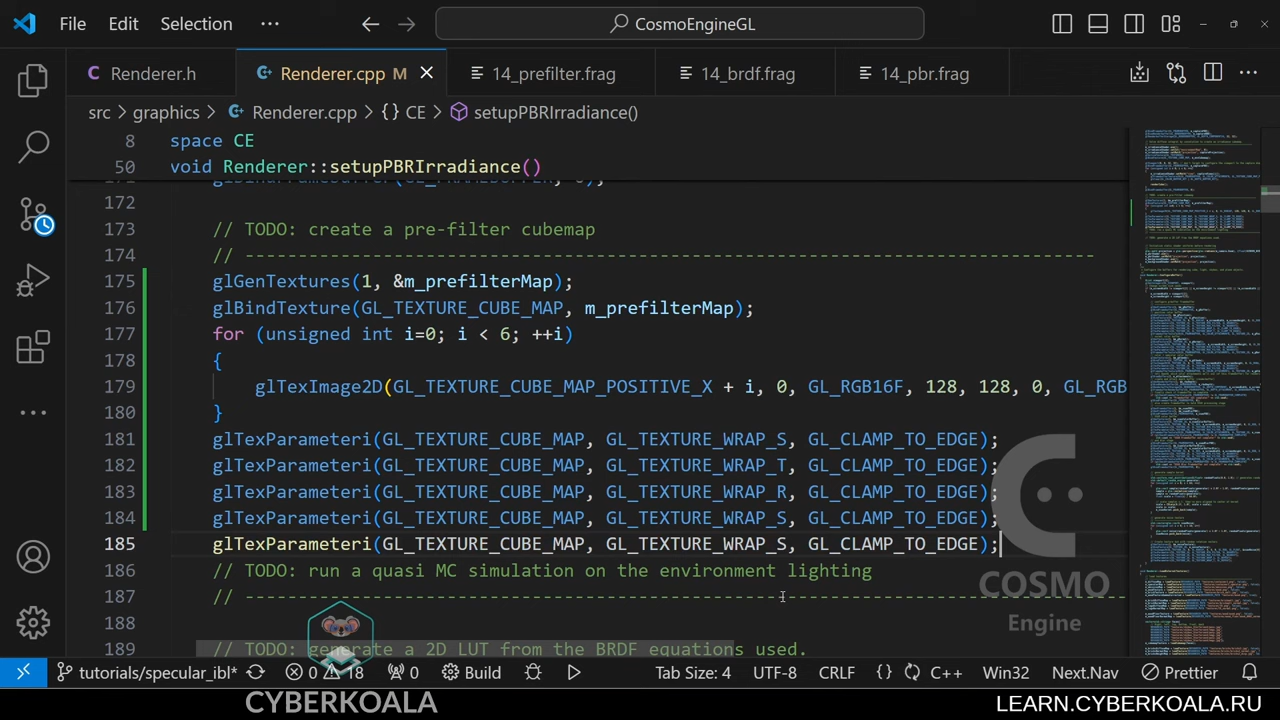 File Edit Selection ··· CosmoEngineGL
Renderer.h Renderer.cpp M 14_prefilter.frag 14_brdf.frag 14_pbr.frag
src > graphics > Renderer.cpp > {} CE > setupPBRIrradiance()
8 space CE
50 void Renderer::setupPBRIrradiance()
172
173 // TODO: create a pre-filter cubemap
174 // --------------------------------------------------------------------------------
175 glGenTextures(1, &m_prefilterMap);
176 glBindTexture(GL_TEXTURE_CUBE_MAP, m_prefilterMap);
177 for (unsigned int i=0; < 6; ++i)
178 {
179 glTexImage2D(GL_TEXTURE_CUBE_MAP_POSITIVE_X + i, 0, GL_RGB16F, 128, 128, 0, GL_RGB
180 }
181 glTexParameteri(GL_TEXTURE_CUBE_MAP, GL_TEXTURE_WRAP_S, GL_CLAMP_TO_EDGE);
182 glTexParameteri(GL_TEXTURE_CUBE_MAP, GL_TEXTURE_WRAP_T, GL_CLAMP_TO_EDGE);
183 glTexParameteri(GL_TEXTURE_CUBE_MAP, GL_TEXTURE_WRAP_R, GL_CLAMP_TO_EDGE);
184 glTexParameteri(GL_TEXTURE_CUBE_MAP, GL_TEXTURE_WRAP_S, GL_CLAMP_TO_EDGE);
185 glTexParameteri(GL_TEXTURE_CUBE_MAP, GL_TEXTURE_WRAP_S, GL_CLAMP_TO_EDGE);
186 // TODO: run a quasi MC simulation on the enviroment lighting
187 // --------------------------------------------------------------------------------
188
189 // TODO: generate a 2D from the BRDF equations used.
COSMO
Engine
tutorials/specular_ibl* 0 18 0 Build Tab Size: 4 UTF-8 CRLF {} C++ Win32 Next.Nav Prettier
CYBERKOALA
LEARN.CYBERKOALA.RU